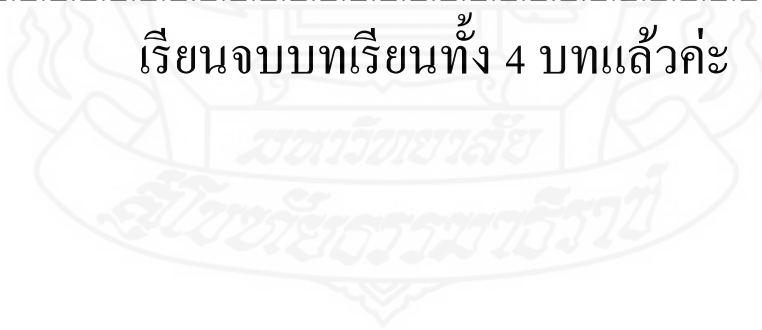 เรียนจบบทเรียนทั้ง 4 บทแล้วค่ะ
มหาวิทยาลัย
สุโขทัยธรรมาธิราช